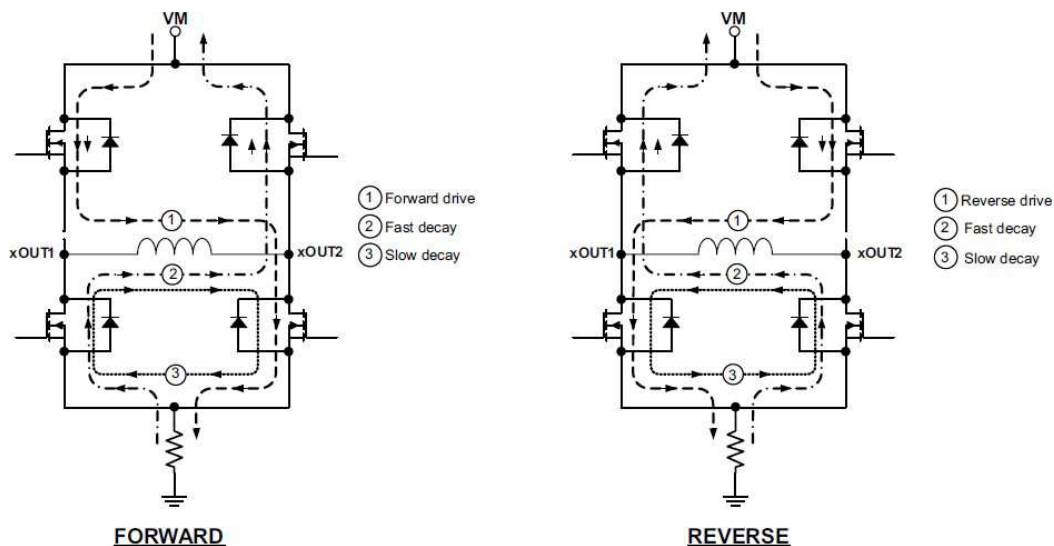 VM
1 Forward drive
2 Fast decay
3 Slow decay
1
xOUT1
xOUT2
2
3
FORWARD
VM
1 Reverse drive
2 Fast decay
3 Slow decay
1
xOUT1
xOUT2
2
3
REVERSE